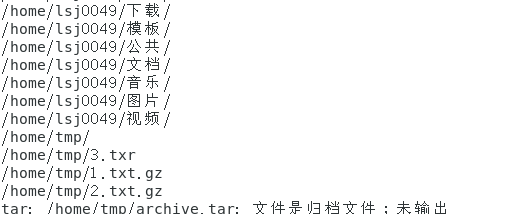 /home/lsj0049/下载/
/home/lsj0049/模板/
/home/lsj0049/公共/
/home/lsj0049/文档/
/home/lsj0049/音乐/
/home/lsj0049/图片/
/home/lsj0049/视频/
/home/tmp/
/home/tmp/3.txr
/home/tmp/1.txt.gz
/home/tmp/2.txt.gz
tar: /home/tmp/archive.tar: 文件是归档文件；未输出